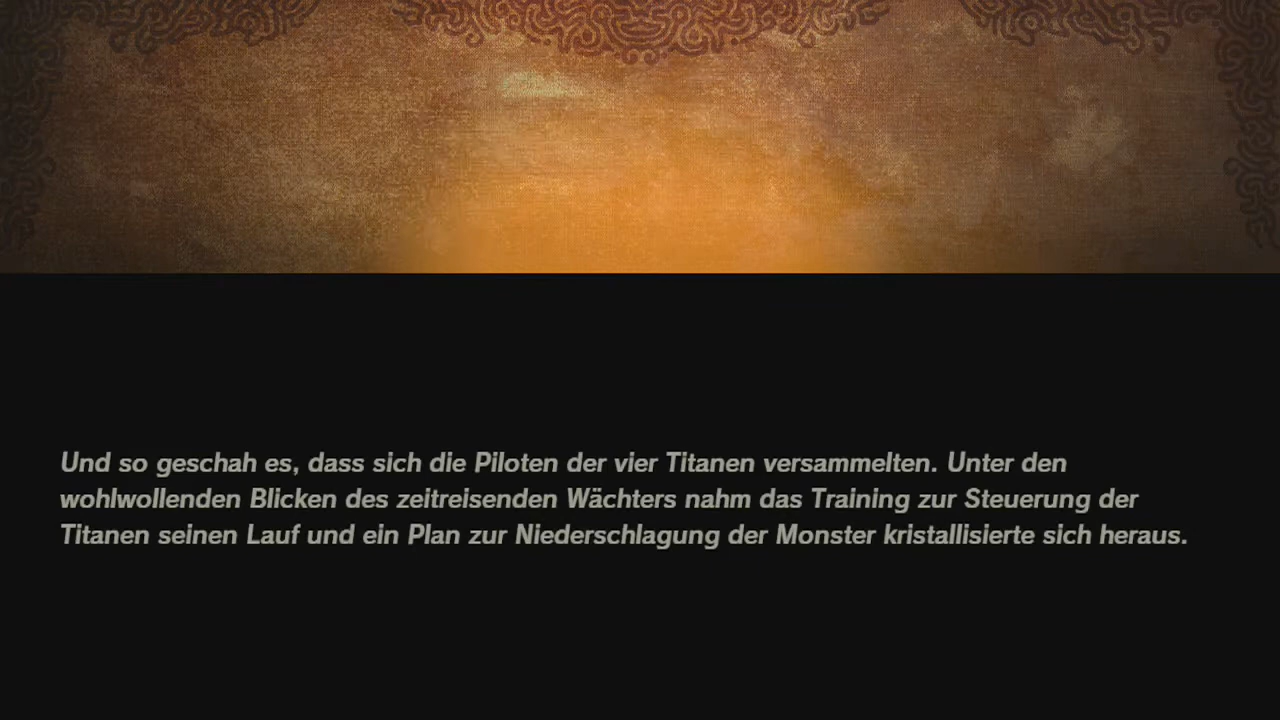 Und so geschah es, dass sich die Piloten der vier Titanen versammelten. Unter den
wohlwollenden Blicken des zeitreisenden Wächters nahm das Training zur Steuerung der
Titanen seinen Lauf und ein Plan zur Niederschlagung der Monster kristallisierte sich heraus.